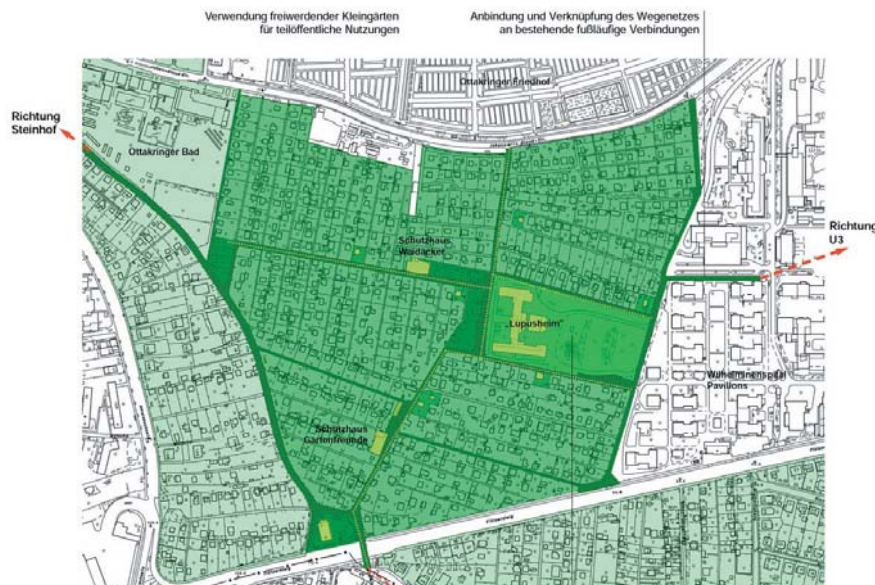 Verwendung freiwerdender Kleingärten
für teilöffentliche Nutzungen
Anbindung und Verknüpfung des Wegenetzes
an bestehende fußläufige Verbindungen
Ottakringer Friedhof
Richtung
Steinhof
Ottakringer Bad
Richtung
U3
Schutzhaus
Waidäcker
„Lupusheim"
Wilhelminenspital
Pavillons
Schutzhaus
Gartenfreunde